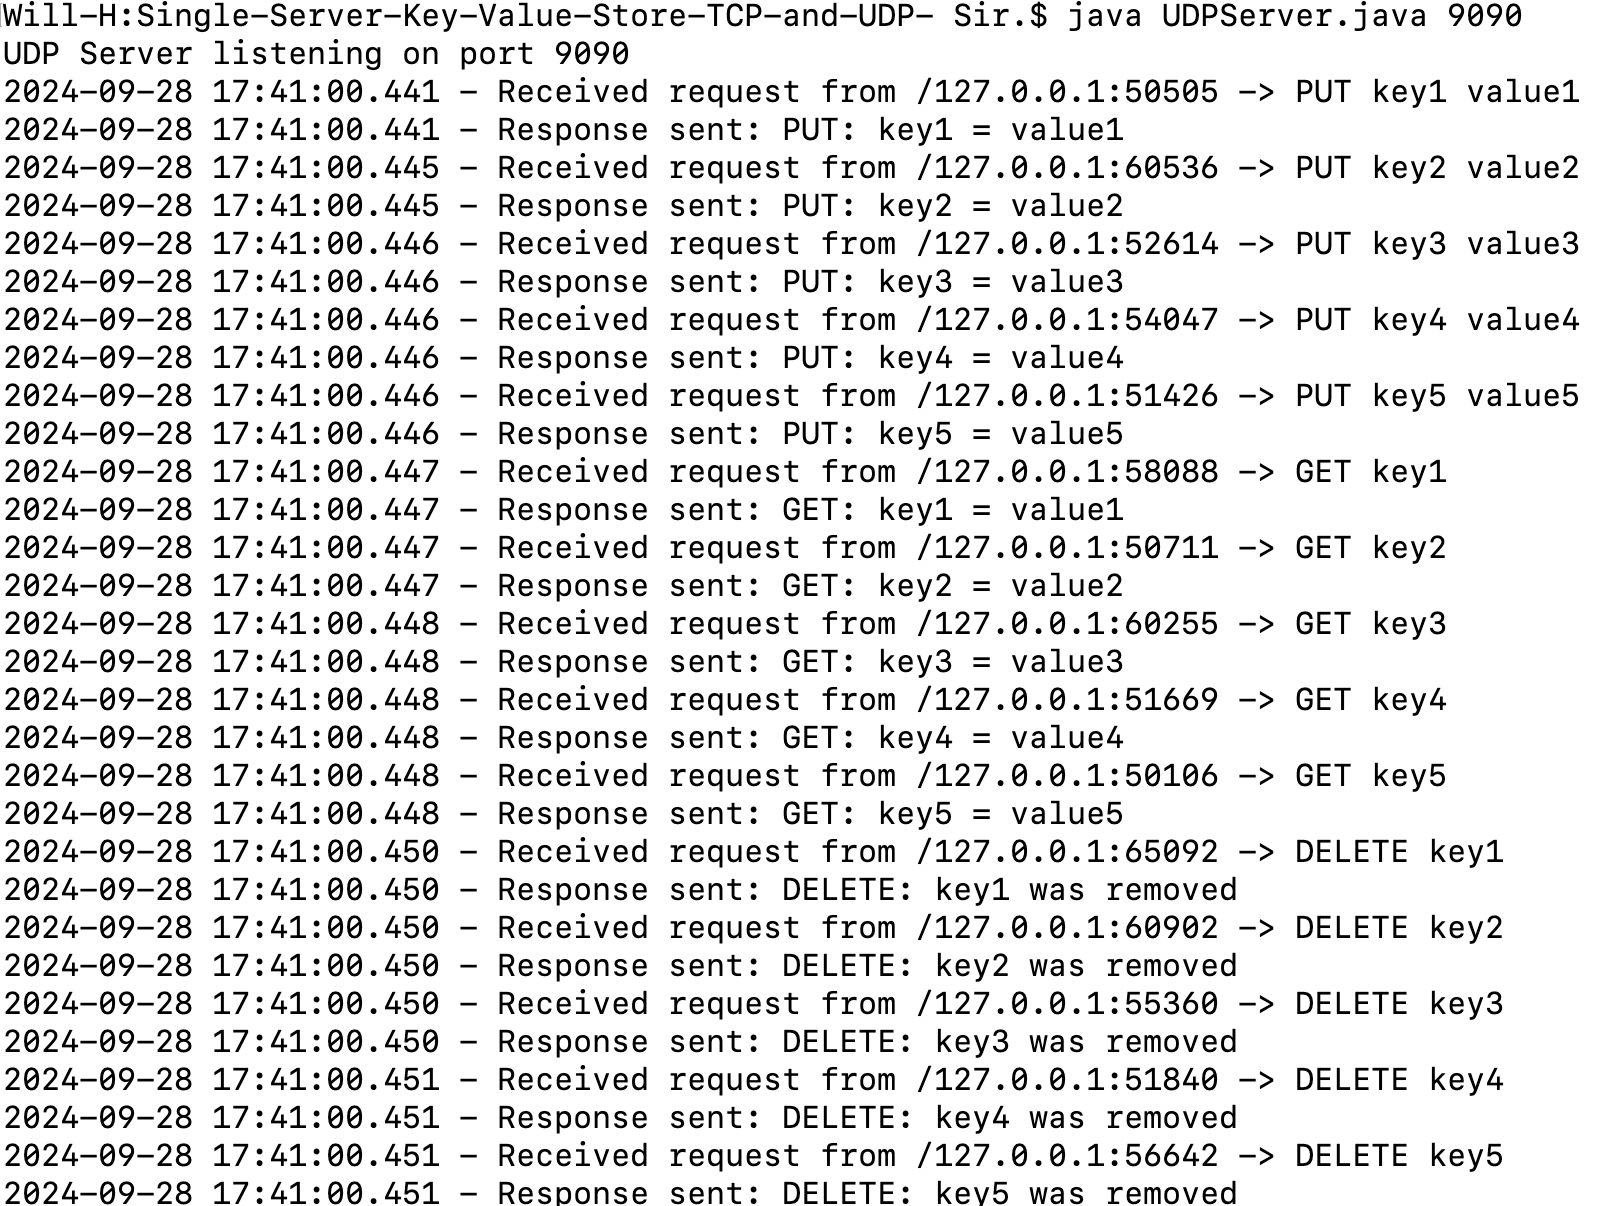 Will-H:Single-Server-Key-Value-Store-TCP-and-UDP- Sir.$ java UDPServer.java 9090
UDP Server listening on port 9090
2024-09-28 17:41:00.441 - Received request from /127.0.0.1:50505 -> PUT key1 value1
2024-09-28 17:41:00.441 - Response sent: PUT: key1 = value1
2024-09-28 17:41:00.445 - Received request from /127.0.0.1:60536 -> PUT key2 value2
2024-09-28 17:41:00.445 - Response sent: PUT: key2 = value2
2024-09-28 17:41:00.446 - Received request from /127.0.0.1:52614 -> PUT key3 value3
2024-09-28 17:41:00.446 - Response sent: PUT: key3 = value3
2024-09-28 17:41:00.446 - Received request from /127.0.0.1:54047 -> PUT key4 value4
2024-09-28 17:41:00.446 - Response sent: PUT: key4 = value4
2024-09-28 17:41:00.446 - Received request from /127.0.0.1:51426 -> PUT key5 value5
2024-09-28 17:41:00.446 - Response sent: PUT: key5 = value5
2024-09-28 17:41:00.447 - Received request from /127.0.0.1:58088 -> GET key1
2024-09-28 17:41:00.447 - Response sent: GET: key1 = value1
2024-09-28 17:41:00.447 - Received request from /127.0.0.1:50711 -> GET key2
2024-09-28 17:41:00.447 - Response sent: GET: key2 = value2
2024-09-28 17:41:00.448 - Received request from /127.0.0.1:60255 -> GET key3
2024-09-28 17:41:00.448 - Response sent: GET: key3 = value3
2024-09-28 17:41:00.448 - Received request from /127.0.0.1:51669 -> GET key4
2024-09-28 17:41:00.448 - Response sent: GET: key4 = value4
2024-09-28 17:41:00.448 - Received request from /127.0.0.1:50106 -> GET key5
2024-09-28 17:41:00.448 - Response sent: GET: key5 = value5
2024-09-28 17:41:00.450 - Received request from /127.0.0.1:65092 -> DELETE key1
2024-09-28 17:41:00.450 - Response sent: DELETE: key1 was removed
2024-09-28 17:41:00.450 - Received request from /127.0.0.1:60902 -> DELETE key2
2024-09-28 17:41:00.450 - Response sent: DELETE: key2 was removed
2024-09-28 17:41:00.450 - Received request from /127.0.0.1:55360 -> DELETE key3
2024-09-28 17:41:00.450 - Response sent: DELETE: key3 was removed
2024-09-28 17:41:00.451 - Received request from /127.0.0.1:51840 -> DELETE key4
2024-09-28 17:41:00.451 - Response sent: DELETE: key4 was removed
2024-09-28 17:41:00.451 - Received request from /127.0.0.1:56642 -> DELETE key5
2024-09-28 17:41:00.451 - Response sent: DELETE: key5 was removed